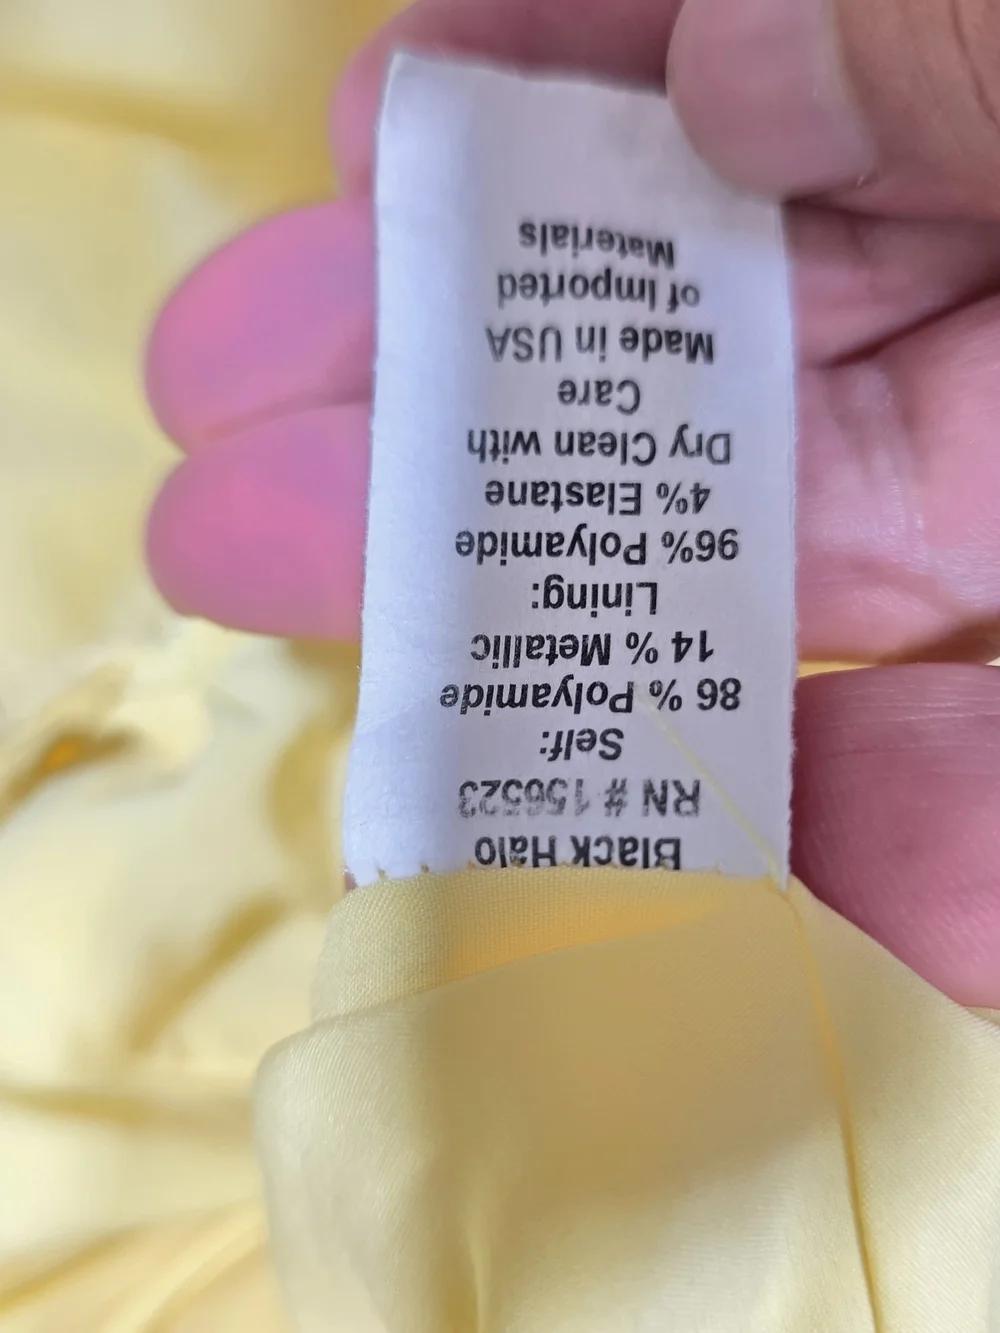 Black Halo
RN # 156523
Self:
86 % Polyamide
14 % Metallic
Lining:
96% Polyamide
4% Elastane
Dry Clean with
Care
Made in USA
of Imported
Materials